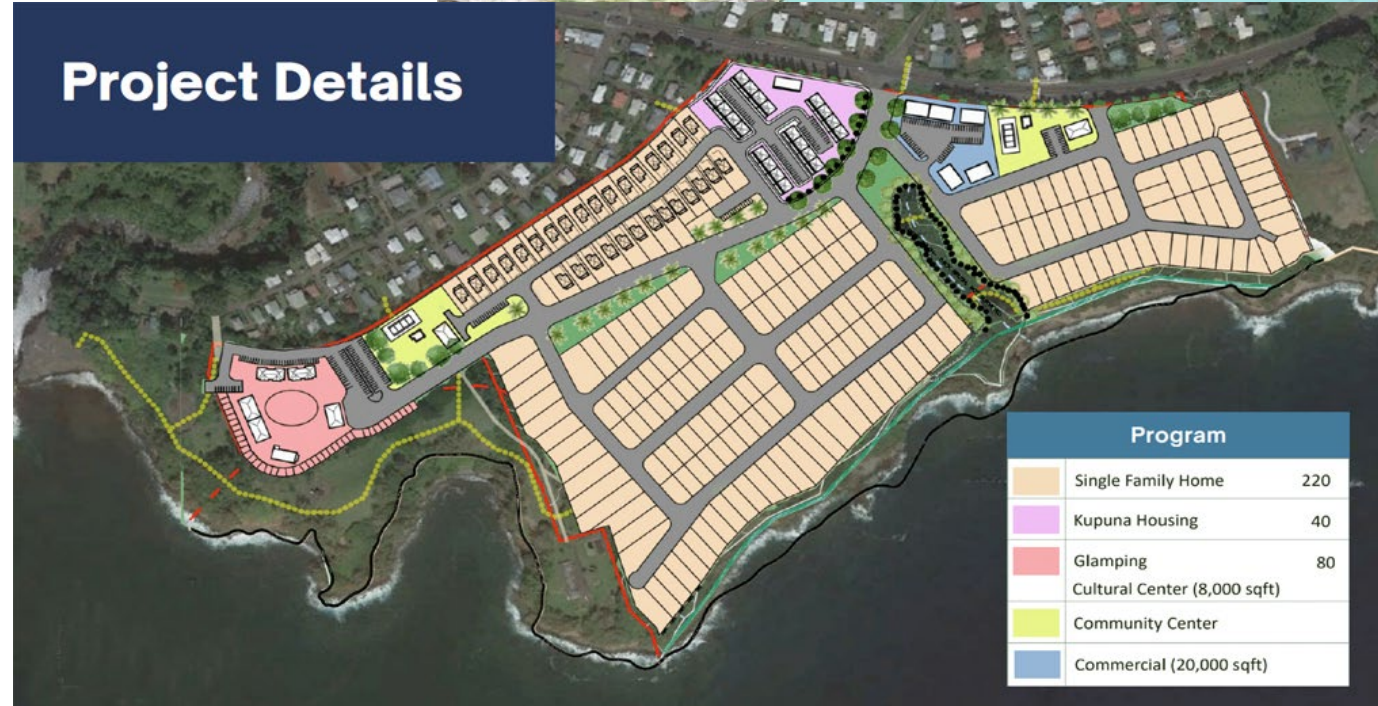 Project Details
Program
Single Family Home 220
Kupuna Housing 40
Glamping 80
Cultural Center (8,000 sqft)
Community Center
Commercial (20,000 sqft)